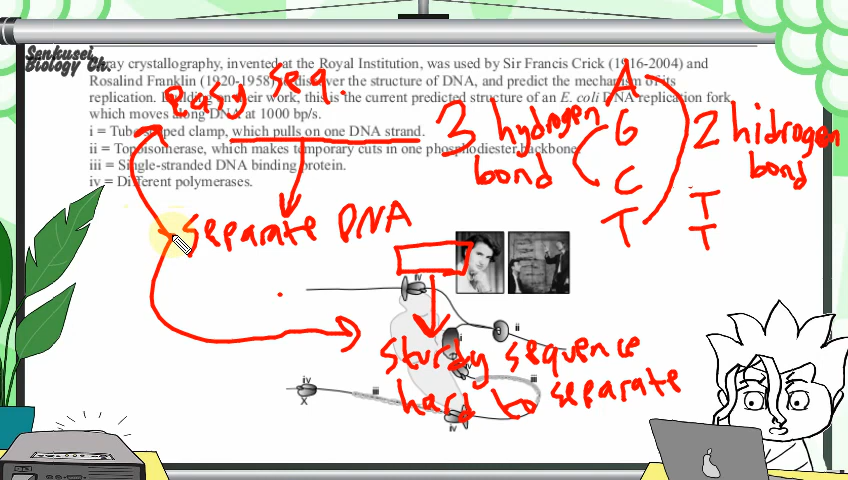 Senkusei
Biology Ch.
ray crystallography, invented at the Royal Institution, was used by Sir Francis Crick (1916-2004) and
Rosalind Franklin (1920-1958) to discover the structure of DNA, and predict the mechanism of its
replication. Building on their work, this is the current predicted structure of an E. coli DNA replication fork,
which moves along DNA at 1000 bp/s.
i = Tube shaped clamp, which pulls on one DNA strand.
ii = Topoisomerase, which makes temporary cuts in one phosphodiester backbone.
iii = Single-stranded DNA binding protein.
iv = Different polymerases.
easy seq.
3 hydrogen
bond
A
G
C
T
2 hidrogen
bond
T
T
separate DNA
iv
ii
i
iv
iii
iv
X
iii
iv
sturdy sequence
hard to separate